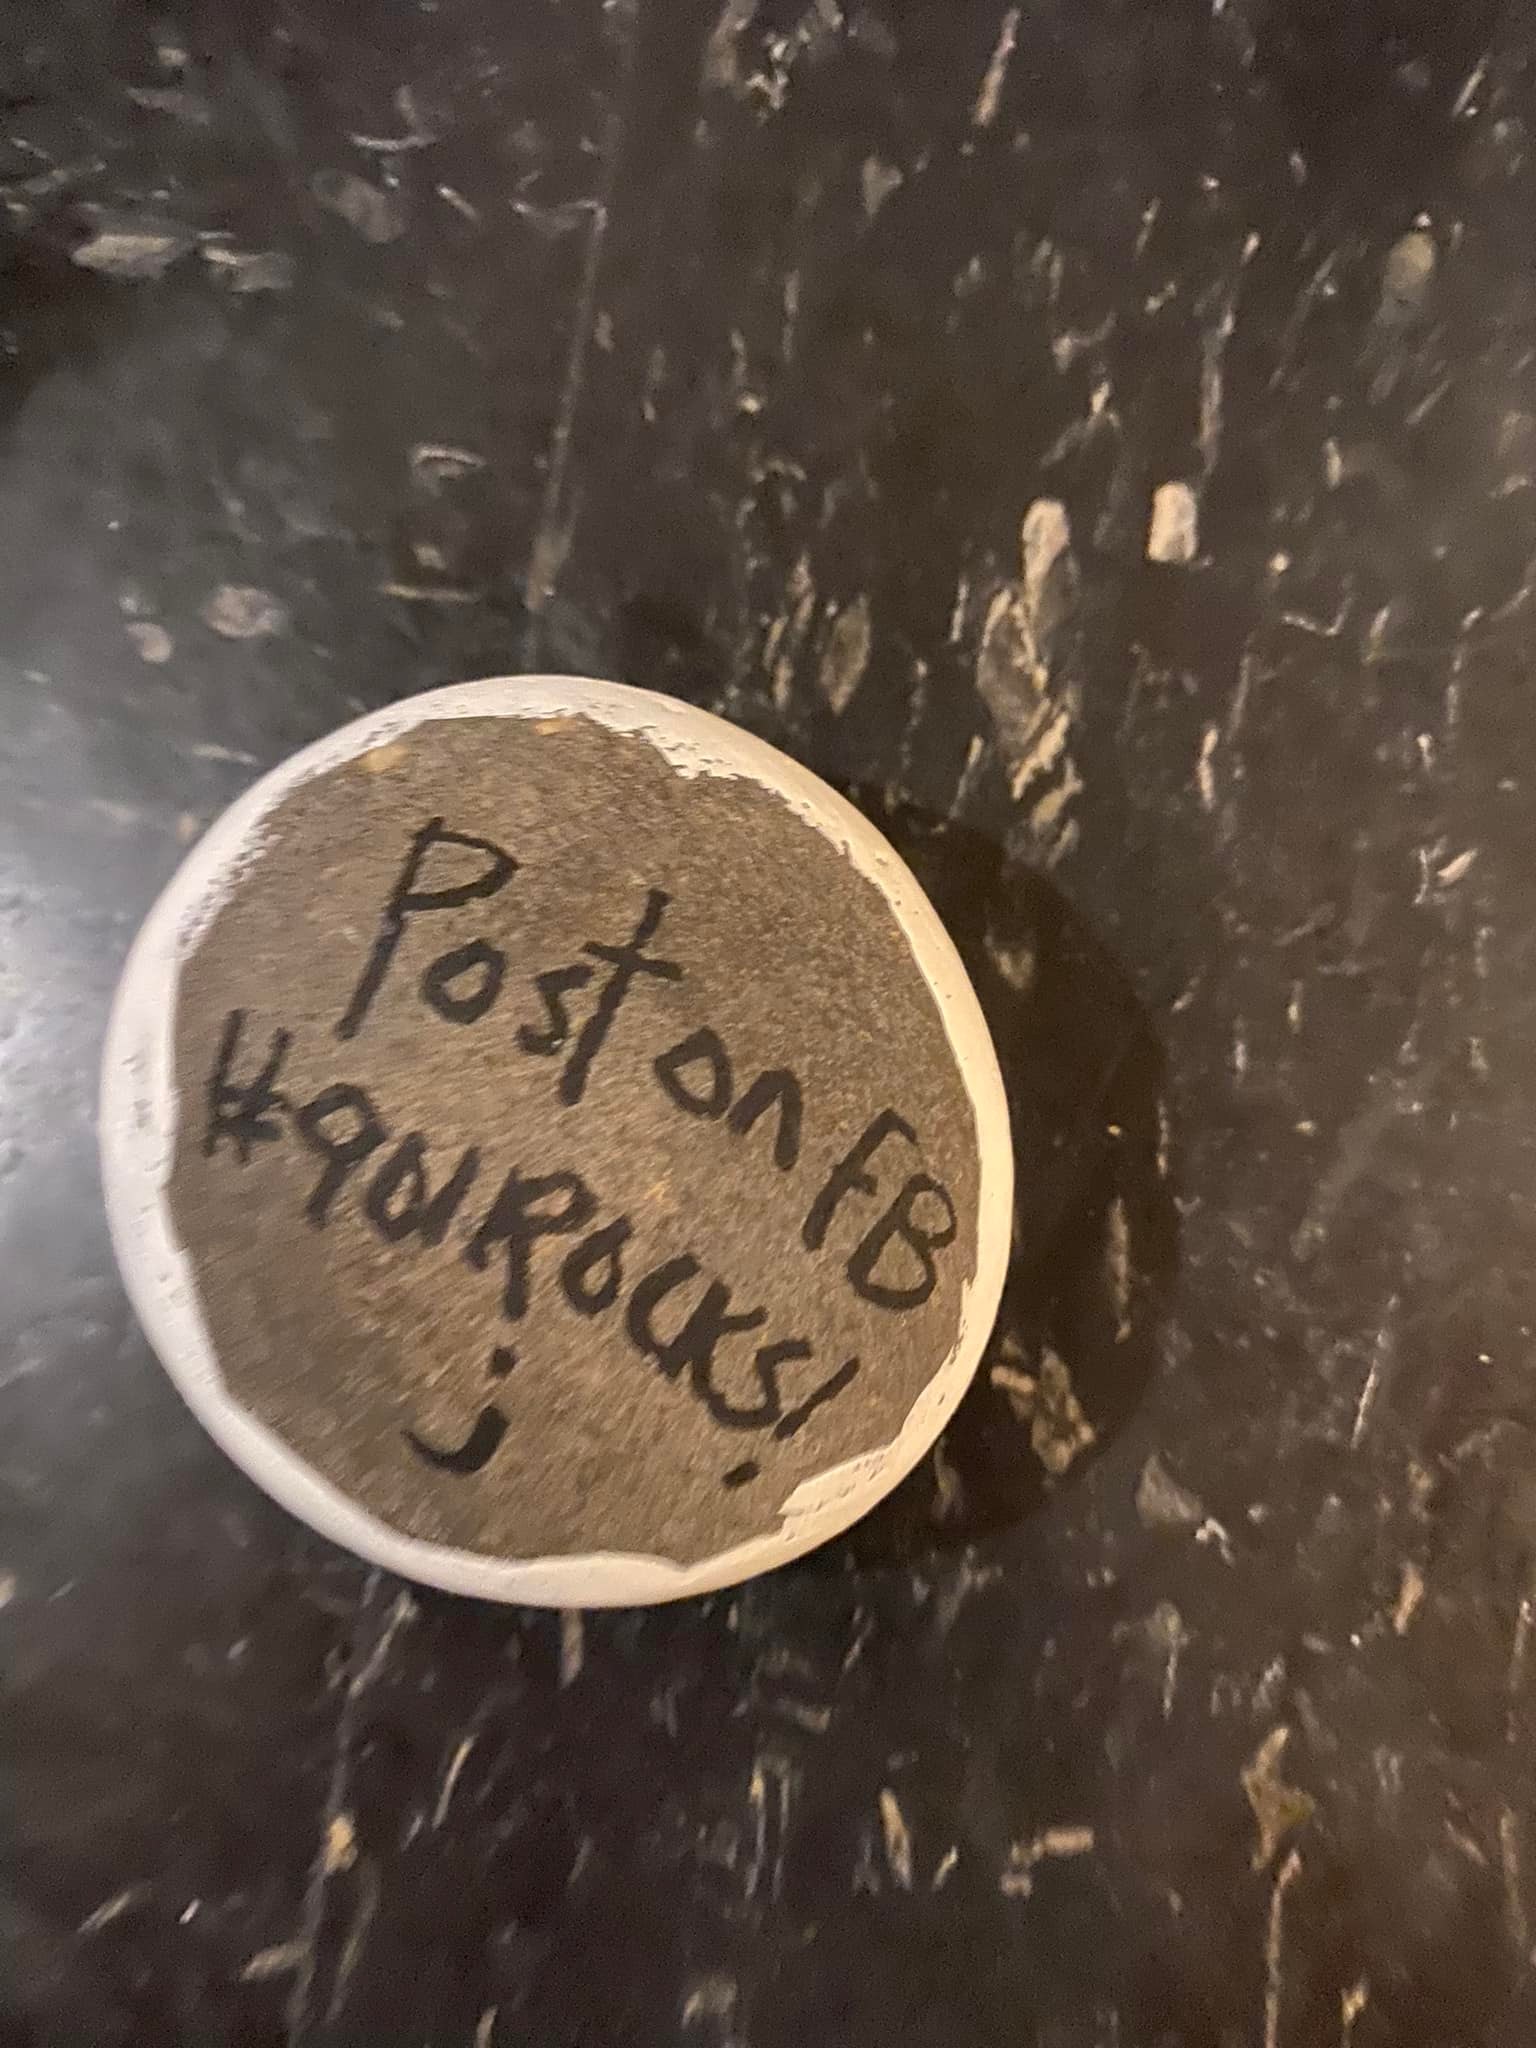 Post on FB
#901ROCKS!